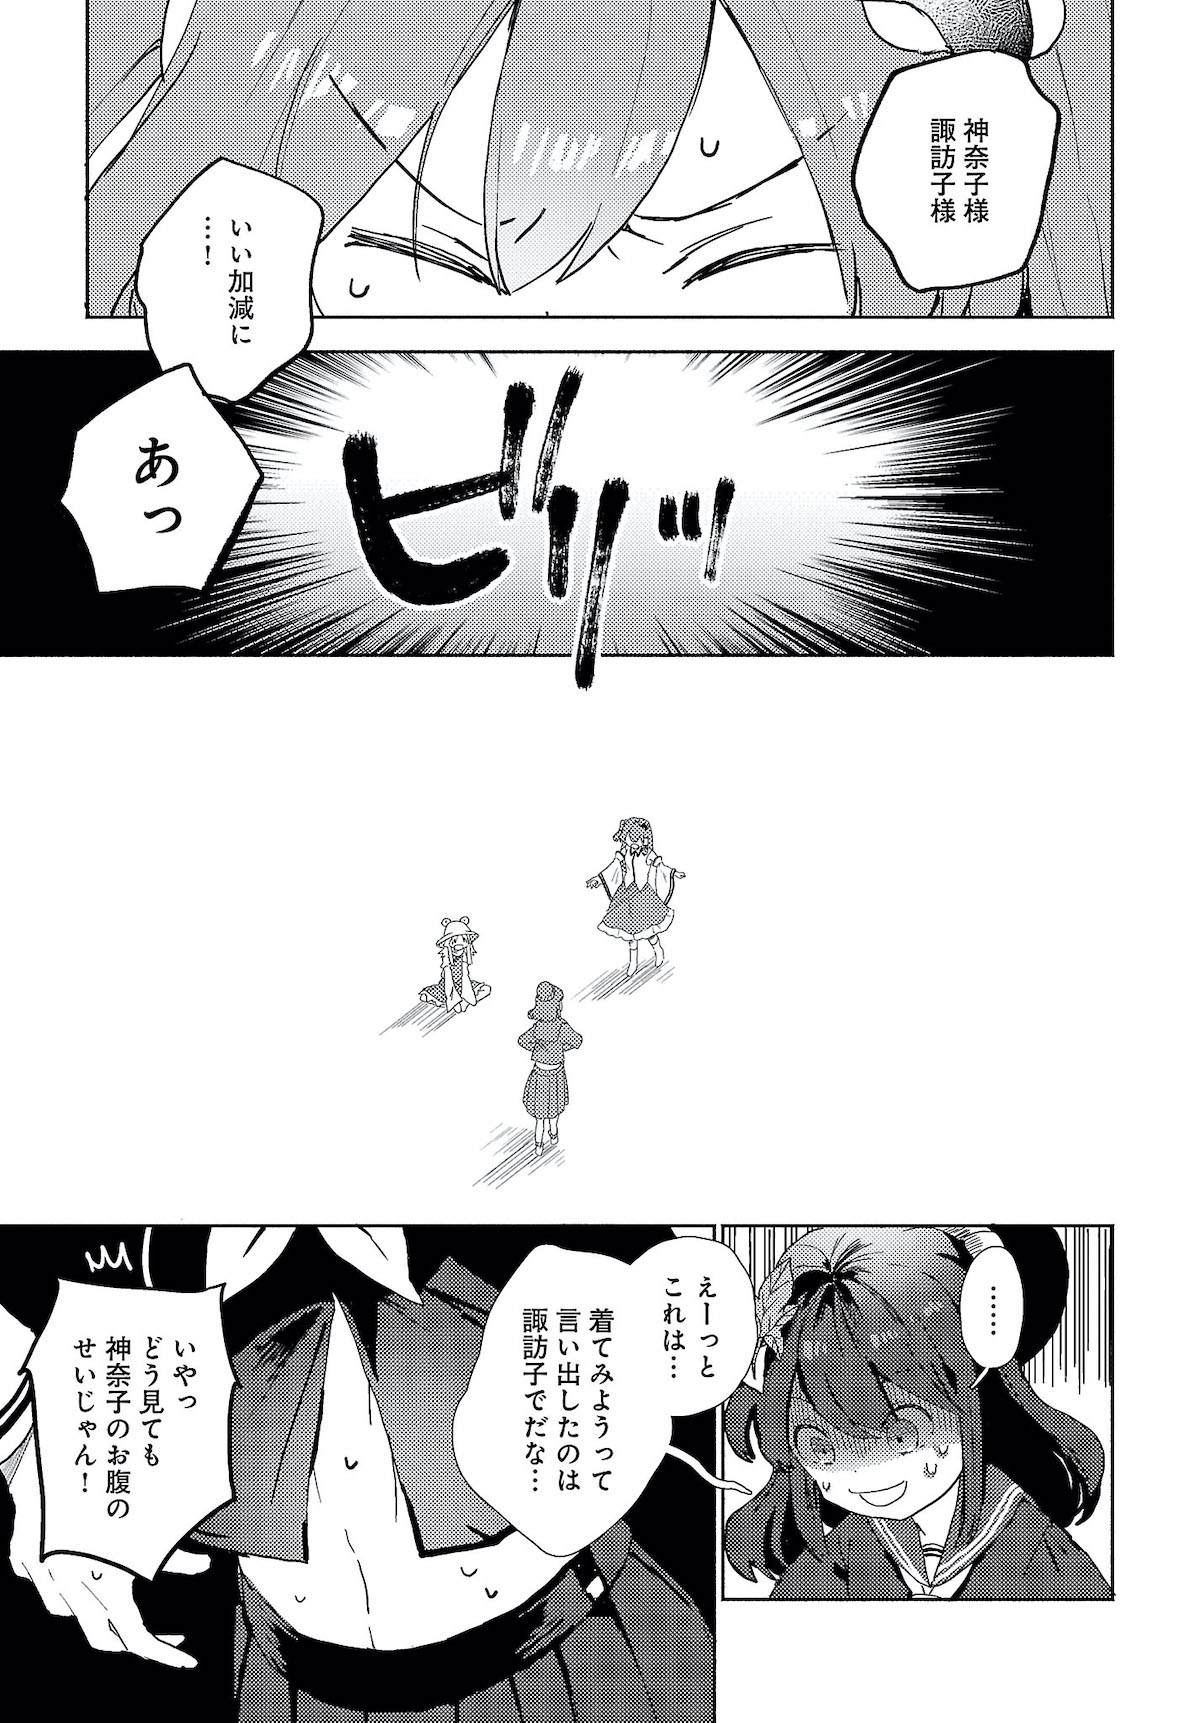 神奈子様
諏訪子様
いい加減に
…！
ビリッ
あっ
……
えーっと
これは…
着てみようって
言い出したのは
諏訪子でだな…
いやっ
どう見ても
神奈子のお腹の
せいじゃん！